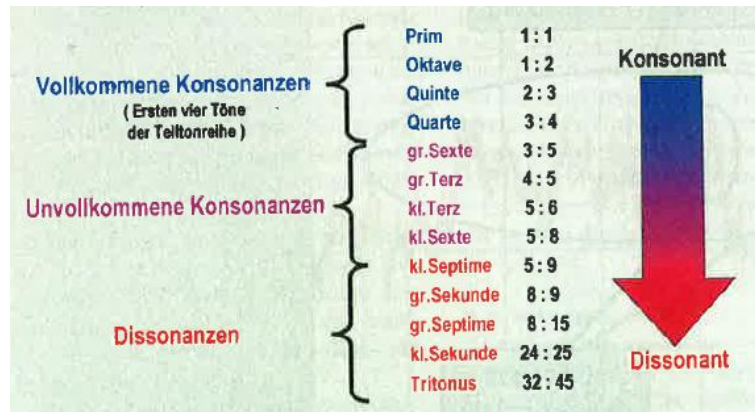 Vollkommene Konsonanzen
( Ersten vier Töne
der Teiltonreihe )
Unvollkommene Konsonanzen
Dissonanzen
Prim 1 : 1
Oktave 1 : 2
Quinte 2 : 3
Quarte 3 : 4
gr.Sexte 3 : 5
gr.Terz 4 : 5
kl.Terz 5 : 6
kl.Sexte 5 : 8
kl.Septime 5 : 9
gr.Sekunde 8 : 9
gr.Septime 8 : 15
kl.Sekunde 24 : 25
Tritonus 32 : 45
Konsonant
Dissonant